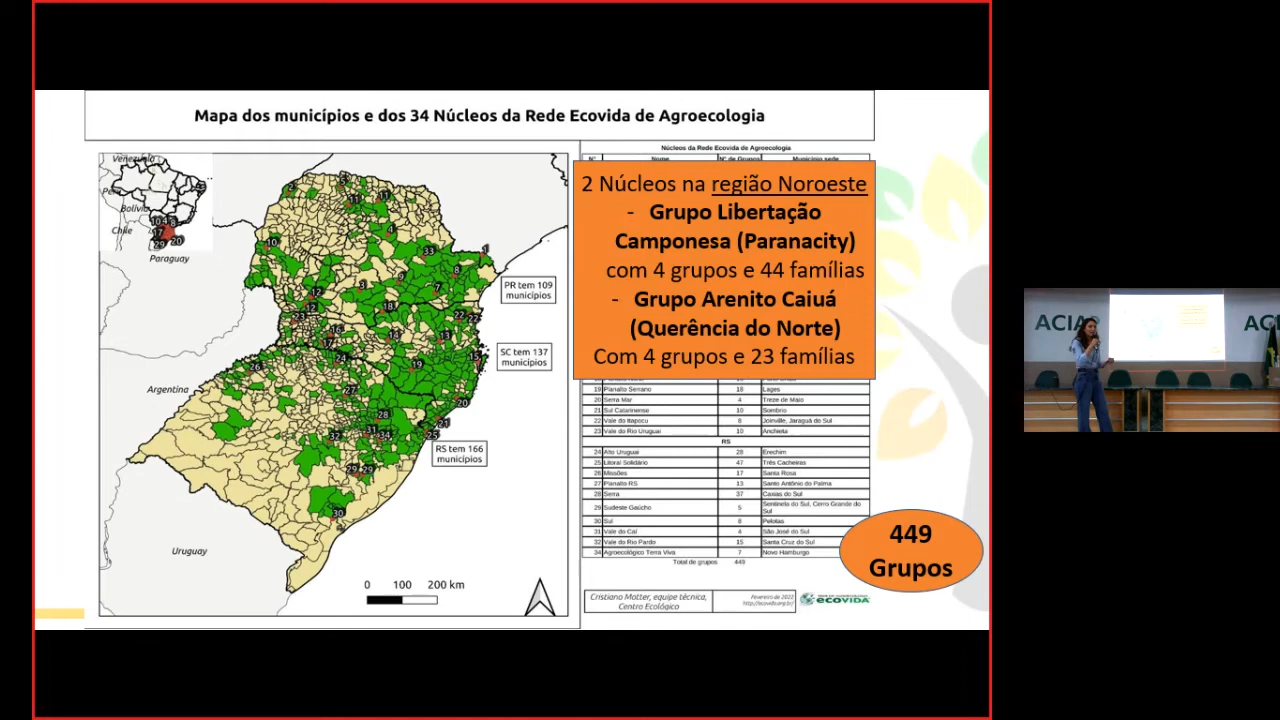 Mapa dos municípios e dos 34 Núcleos da Rede Ecovida de Agroecologia
Venezuela
Bolívia
Chile
Paraguay
Argentina
Uruguay
PR tem 109
municípios
SC tem 137
municípios
RS tem 166
municípios
0 100 200 km
Núcleos da Rede Ecovida de Agroecologia
Nº Nome Nº de Grupos Município sede
2 Núcleos na região Noroeste
- Grupo Libertação
Camponesa (Paranacity)
com 4 grupos e 44 famílias
- Grupo Arenito Caiuá
(Querência do Norte)
Com 4 grupos e 23 famílias
19 Planalto Serrano 18 Lages
20 Serra Mar 4 Treze de Maio
21 Sul Catarinense 10 Sombrio
22 Vale do Itapocu 8 Joinville, Jaraguá do Sul
23 Vale do Rio Uruguai 10 Anchieta
RS
24 Alto Uruguai 28 Erechim
25 Litoral Solidário 47 Três Cacheiras
26 Missões 17 Santa Rosa
27 Planalto RS 13 Santo Antônio do Palma
28 Serra 37 Caxias do Sul
29 Sudeste Gaúcho 5 Sentinela do Sul, Cerro Grande do
Sul
30 Sul 8 Pelotas
31 Vale do Caí 4 São José do Sul
32 Vale do Rio Pardo 15 Santa Cruz do Sul
34 Agroecológico Terra Viva 7 Novo Hamburgo
Total de grupos 449
449
Grupos
Cristiano Motter, equipe técnica,
Centro Ecológico
Fevereiro de 2022
http://ecovida.org.br/
ECOVIDA
ACIAP